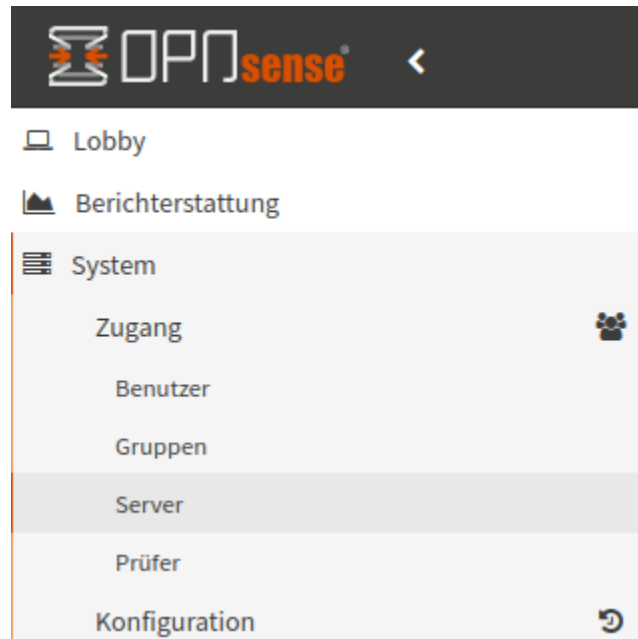 OPNsense®
Lobby
Berichterstattung
System
Zugang
Benutzer
Gruppen
Server
Prüfer
Konfiguration